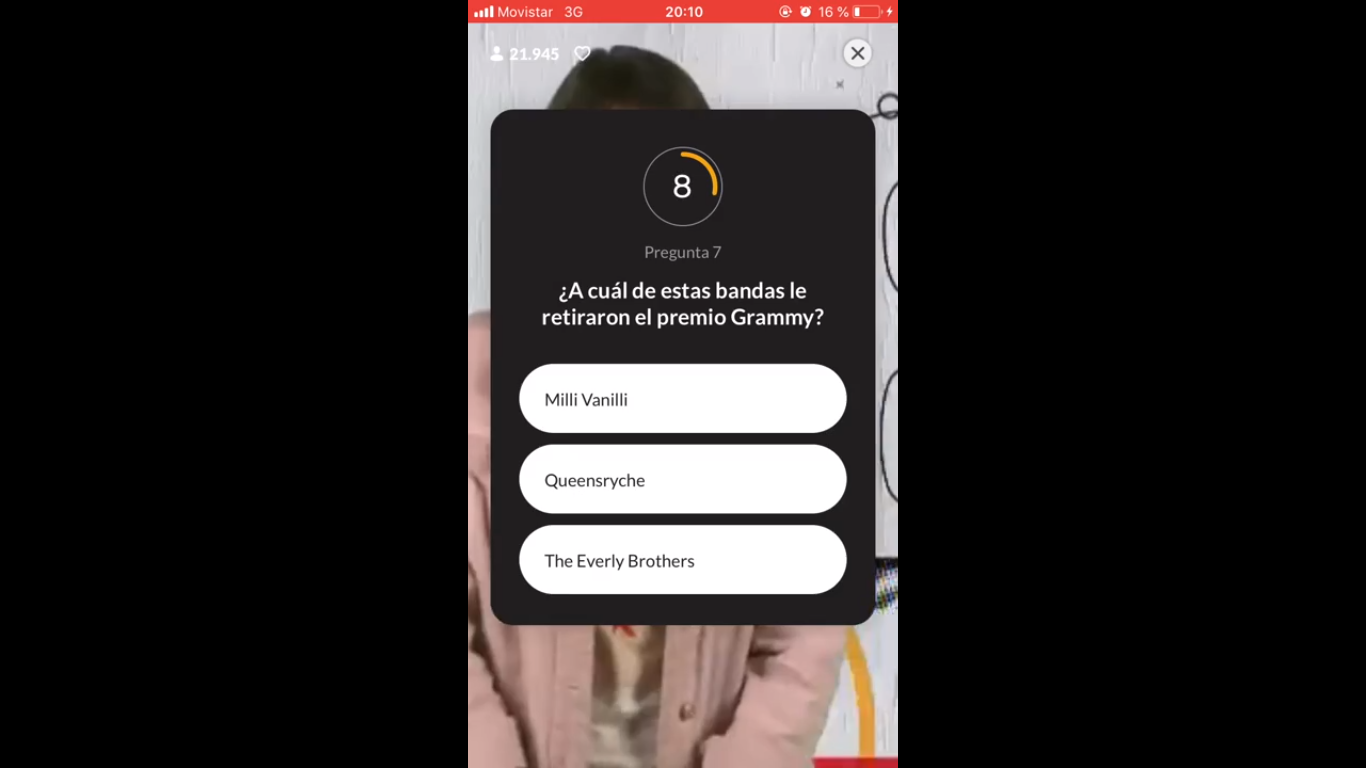 Movistar 3G 20:10 16 %
21.945
8
Pregunta 7
¿A cuál de estas bandas le
retiraron el premio Grammy?
Milli Vanilli
Queensryche
The Everly Brothers